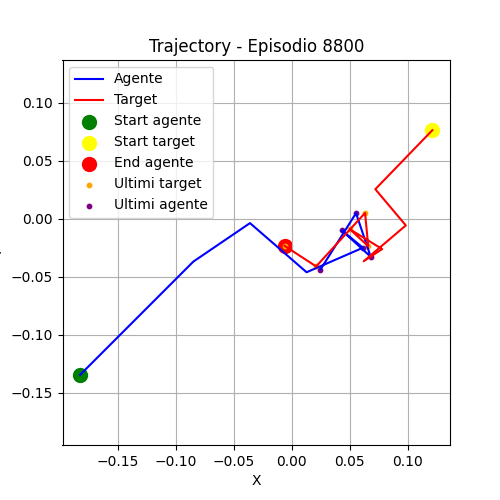 Trajectory - Episodio 8800
Agente
Target
Start agente
Start target
End agente
Ultimi target
Ultimi agente
0.10
0.05
0.00
−0.05
−0.10
−0.15
−0.15
−0.10
−0.05
0.00
0.05
0.10
X